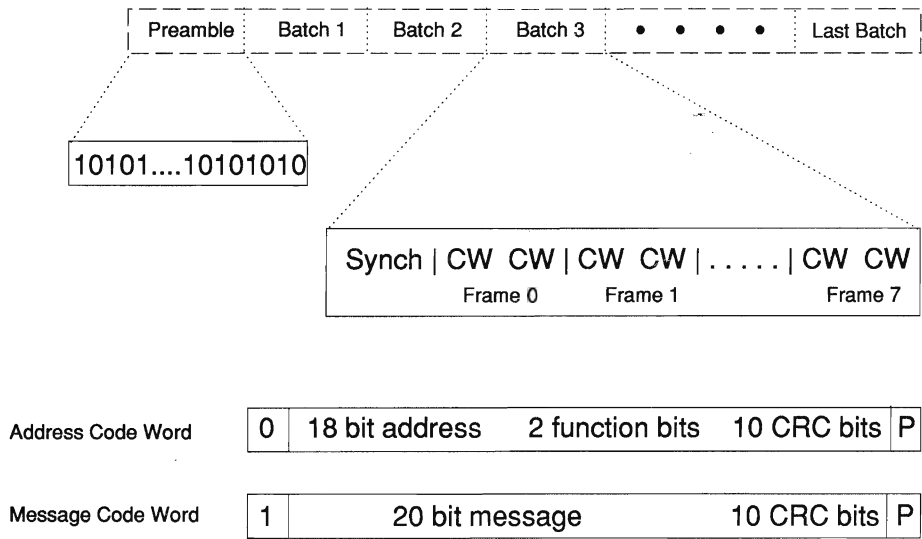 Preamble Batch 1 Batch 2 Batch 3 • • • • Last Batch
10101....10101010
Synch | CW CW | CW CW | ..... | CW CW
Frame 0 Frame 1 Frame 7
Address Code Word 0 18 bit address 2 function bits 10 CRC bits P
Message Code Word 1 20 bit message 10 CRC bits P